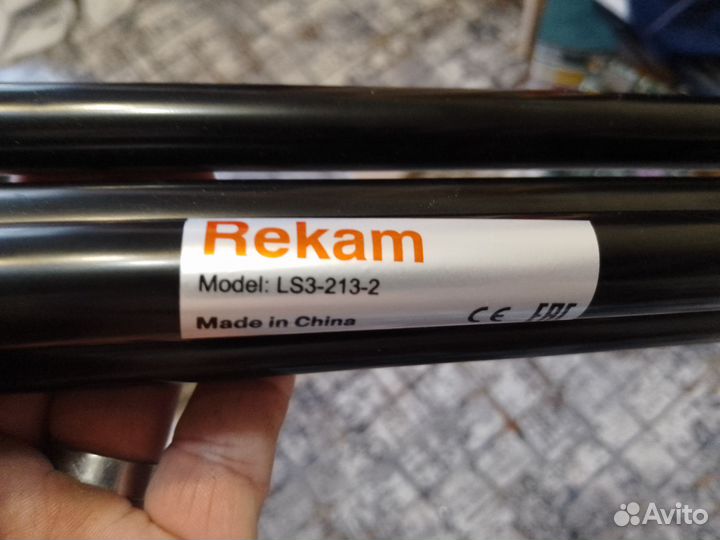 Rekam
Model: LS3-213-2
Made in China CE EAC
Avito